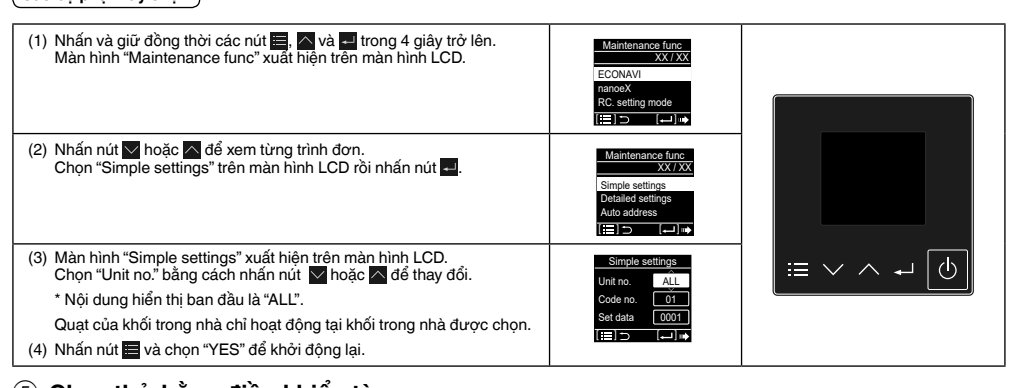 (1) Nhấn và giữ đồng thời các nút , và trong 4 giây trở lên.
Màn hình “Maintenance func” xuất hiện trên màn hình LCD.
Maintenance func
XX / XX
ECONAVI
nanoeX
RC. setting mode
(2) Nhấn nút hoặc để xem từng trình đơn.
Chọn “Simple settings” trên màn hình LCD rồi nhấn nút .
Maintenance func
XX / XX
Simple settings
Detailed settings
Auto address
(3) Màn hình “Simple settings” xuất hiện trên màn hình LCD.
Chọn “Unit no.” bằng cách nhấn nút hoặc để thay đổi.
* Nội dung hiển thị ban đầu là “ALL”.
Quạt của khối trong nhà chỉ hoạt động tại khối trong nhà được chọn.
(4) Nhấn nút và chọn “YES” để khởi động lại.
Simple settings
Unit no. ALL
Code no. 01
Set data 0001